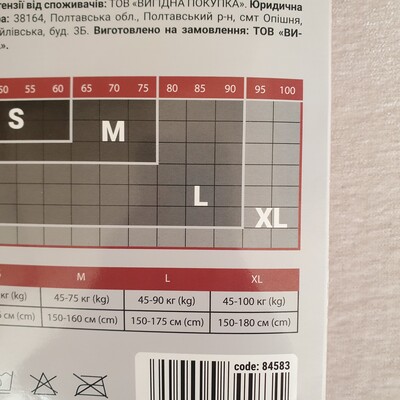 тензії від споживачів: ТОВ «ВИГІДНА ПОКУПКА». Юридична
ра: 38164, Полтавська обл., Полтавський р-н, смт Опішня,
йлівська, буд. 3Б. Виготовлено на замовлення: ТОВ «ВИ-
».
50 55 60 65 70 75 80 85 90 95 100
S
M
L
XL
S M L XL
кг (kg) 45-75 кг (kg) 45-90 кг (kg) 45-100 кг (kg)
см (cm) 150-160 см (cm) 150-175 см (cm) 150-180 см (cm)
code: 84583